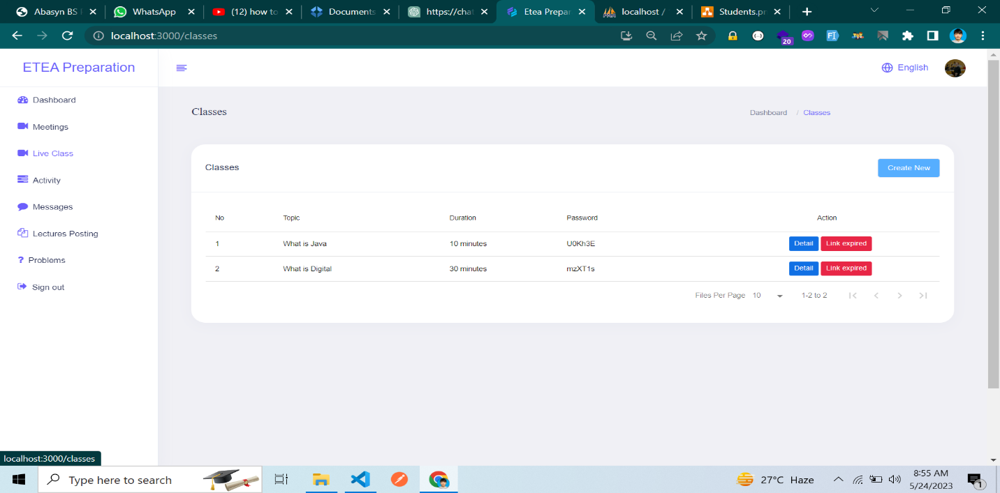 Abasyn BS
WhatsApp
(12) how to
Documents
https://chat
Etea Prepar
localhost /
Students.pr
localhost:3000/classes
20
ETEA Preparation
English
Dashboard
Meetings
Live Class
Activity
Messages
Lectures Posting
? Problems
Sign out
Classes
Dashboard / Classes
Classes
Create New
No Topic Duration Password Action
1 What is Java 10 minutes U0Kh3E Detail Link expired
2 What is Digital 30 minutes mzXT1s Detail Link expired
Files Per Page 10 1-2 to 2
localhost:3000/classes
Type here to search
27°C Haze
8:55 AM
5/24/2023
1